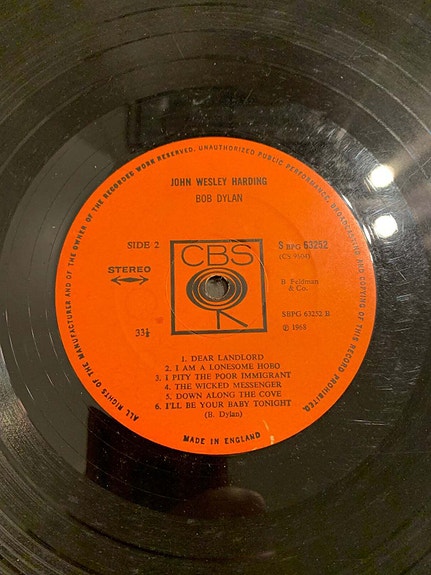 ALL RIGHTS OF THE MANUFACTURER AND OF THE OWNER OF THE RECORDED WORK RESERVED. UNAUTHORIZED PUBLIC PERFORMANCE, BROADCASTING AND COPYING OF THIS RECORD PROHIBITED.
JOHN WESLEY HARDING
BOB DYLAN
SIDE 2
S BPG 63252
(CS 9604)
CBS
STEREO
B. Feldman
& Co.
33⅓
SBPG 63252 B
℗ 1968
1. DEAR LANDLORD
2. I AM A LONESOME HOBO
3. I PITY THE POOR IMMIGRANT
4. THE WICKED MESSENGER
5. DOWN ALONG THE COVE
6. I'LL BE YOUR BABY TONIGHT
(B. Dylan)
MADE IN ENGLAND